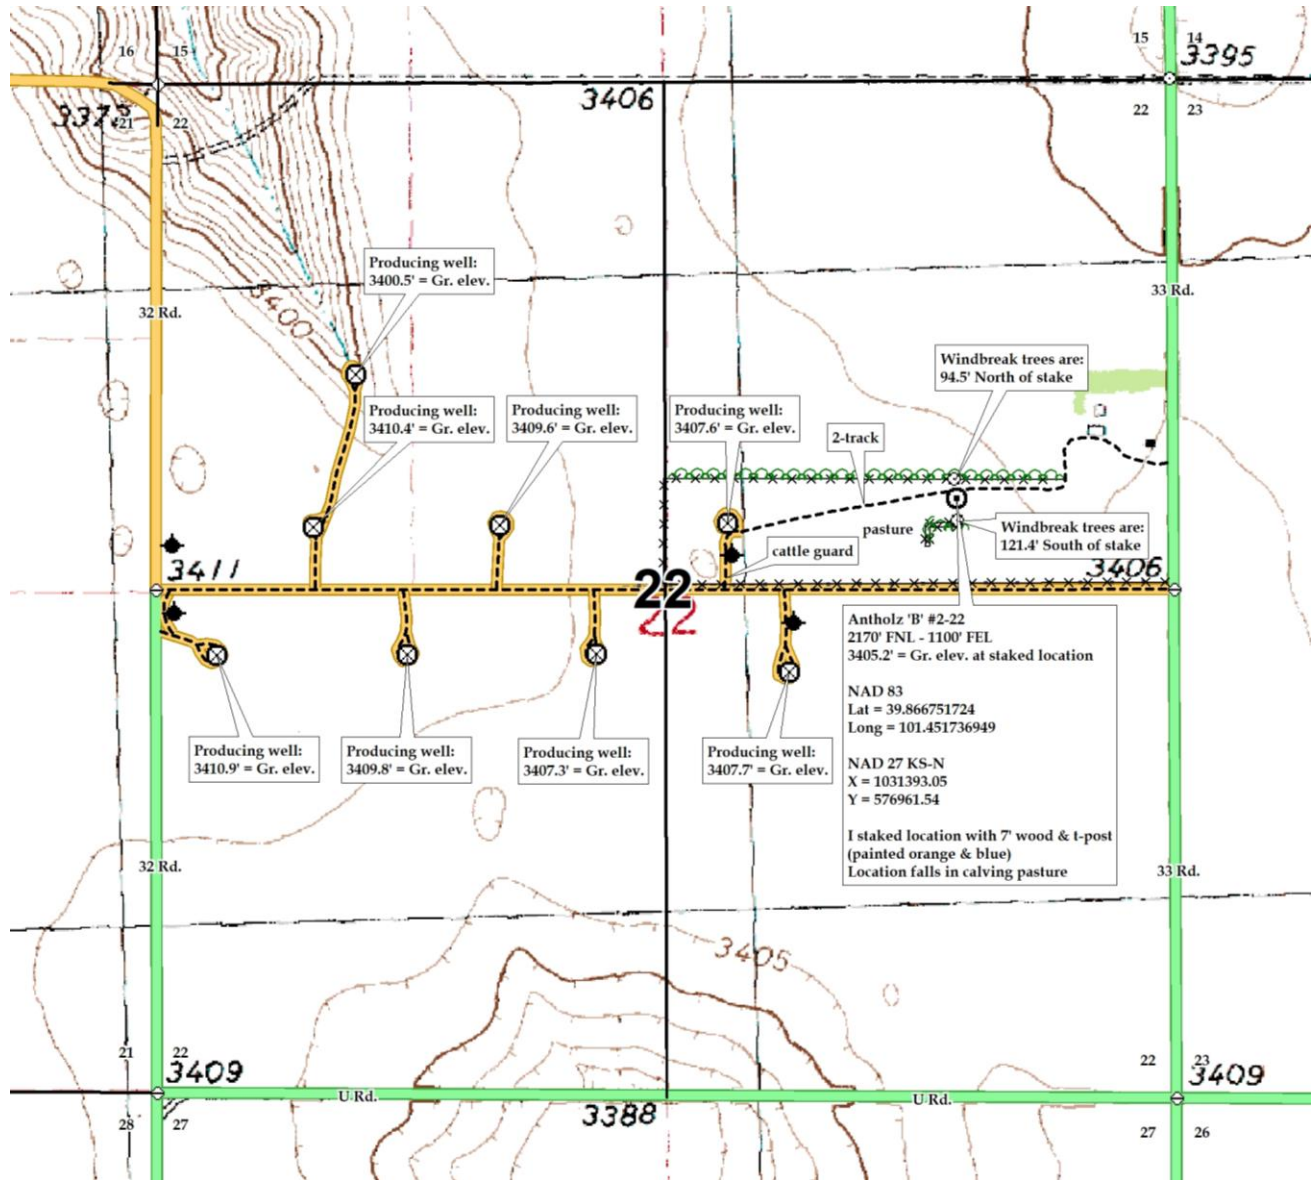 16 15
15 14
3395
3406
3372
21 22
22 23
Producing well:
3400.5' = Gr. elev.
3400
32 Rd.
33 Rd.
Windbreak trees are:
94.5' North of stake
Producing well:
3410.4' = Gr. elev.
Producing well:
3409.6' = Gr. elev.
Producing well:
3407.6' = Gr. elev.
2-track
pasture
Windbreak trees are:
121.4' South of stake
cattle guard
3411
3406
22
22
Antholz 'B' #2-22
2170' FNL - 1100' FEL
3405.2' = Gr. elev. at staked location
NAD 83
Lat = 39.866751724
Long = 101.451736949
NAD 27 KS-N
X = 1031393.05
Y = 576961.54
I staked location with 7' wood & t-post
(painted orange & blue)
Location falls in calving pasture
Producing well:
3410.9' = Gr. elev.
Producing well:
3409.8' = Gr. elev.
Producing well:
3407.3' = Gr. elev.
Producing well:
3407.7' = Gr. elev.
32 Rd.
33 Rd.
3405
21 22
22 23
3409
3409
U Rd.
U Rd.
3388
28 27
27 26